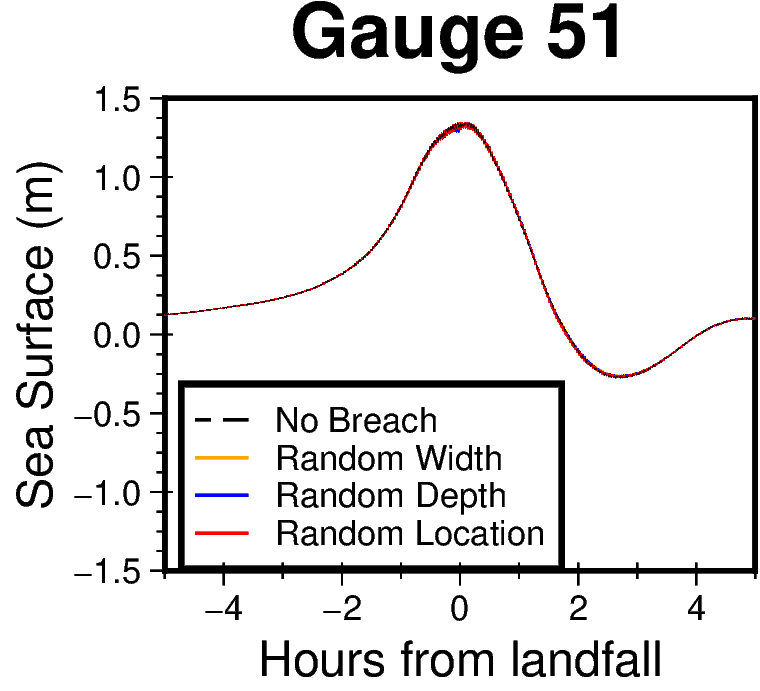 Gauge 51
1.5
1.0
0.5
0.0
−0.5
−1.0
−1.5
Sea Surface (m)
No Breach
Random Width
Random Depth
Random Location
−4 −2 0 2 4
Hours from landfall